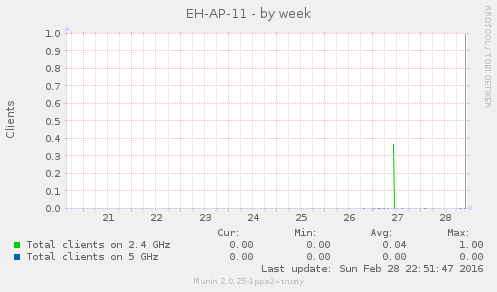 EH-AP-11 - by week
RRDTOOL / TOBI OETIKER
Clients
1.0
0.9
0.8
0.7
0.6
0.5
0.4
0.3
0.2
0.1
0.0
21 22 23 24 25 26 27 28
Cur: Min: Avg: Max:
Total clients on 2.4 GHz 0.00 0.00 0.04 1.00
Total clients on 5 GHz 0.00 0.00 0.00 0.00
Last update: Sun Feb 28 22:51:47 2016
Munin 2.0.25-1ppa2~trusty